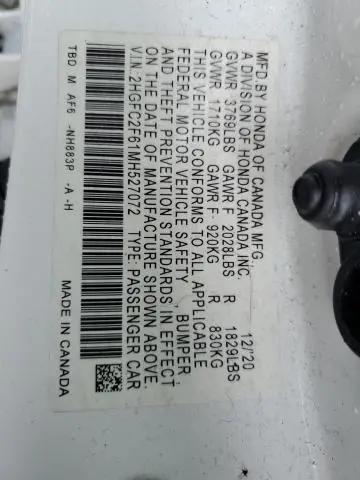 MFD.BY HONDA OF CANADA MFG.,
A DIVISION OF HONDA CANADA INC. 12/20
GVWR 3769LBS GAWR F 2028LBS R 1829LBS
GVWR 1710KG GAWR F 920KG R 830KG
THIS VEHICLE CONFORMS TO ALL APPLICABLE
FEDERAL MOTOR VEHICLE SAFETY , BUMPER ,
AND THEFT PREVENTION STANDARDS IN EFFECT
ON THE DATE OF MANUFACTURE SHOWN ABOVE.
V.I.N:2HGFC2F61MH527072 TYPE: PASSENGER CAR
TBD M AF6 -NH883P -A -H MADE IN CANADA